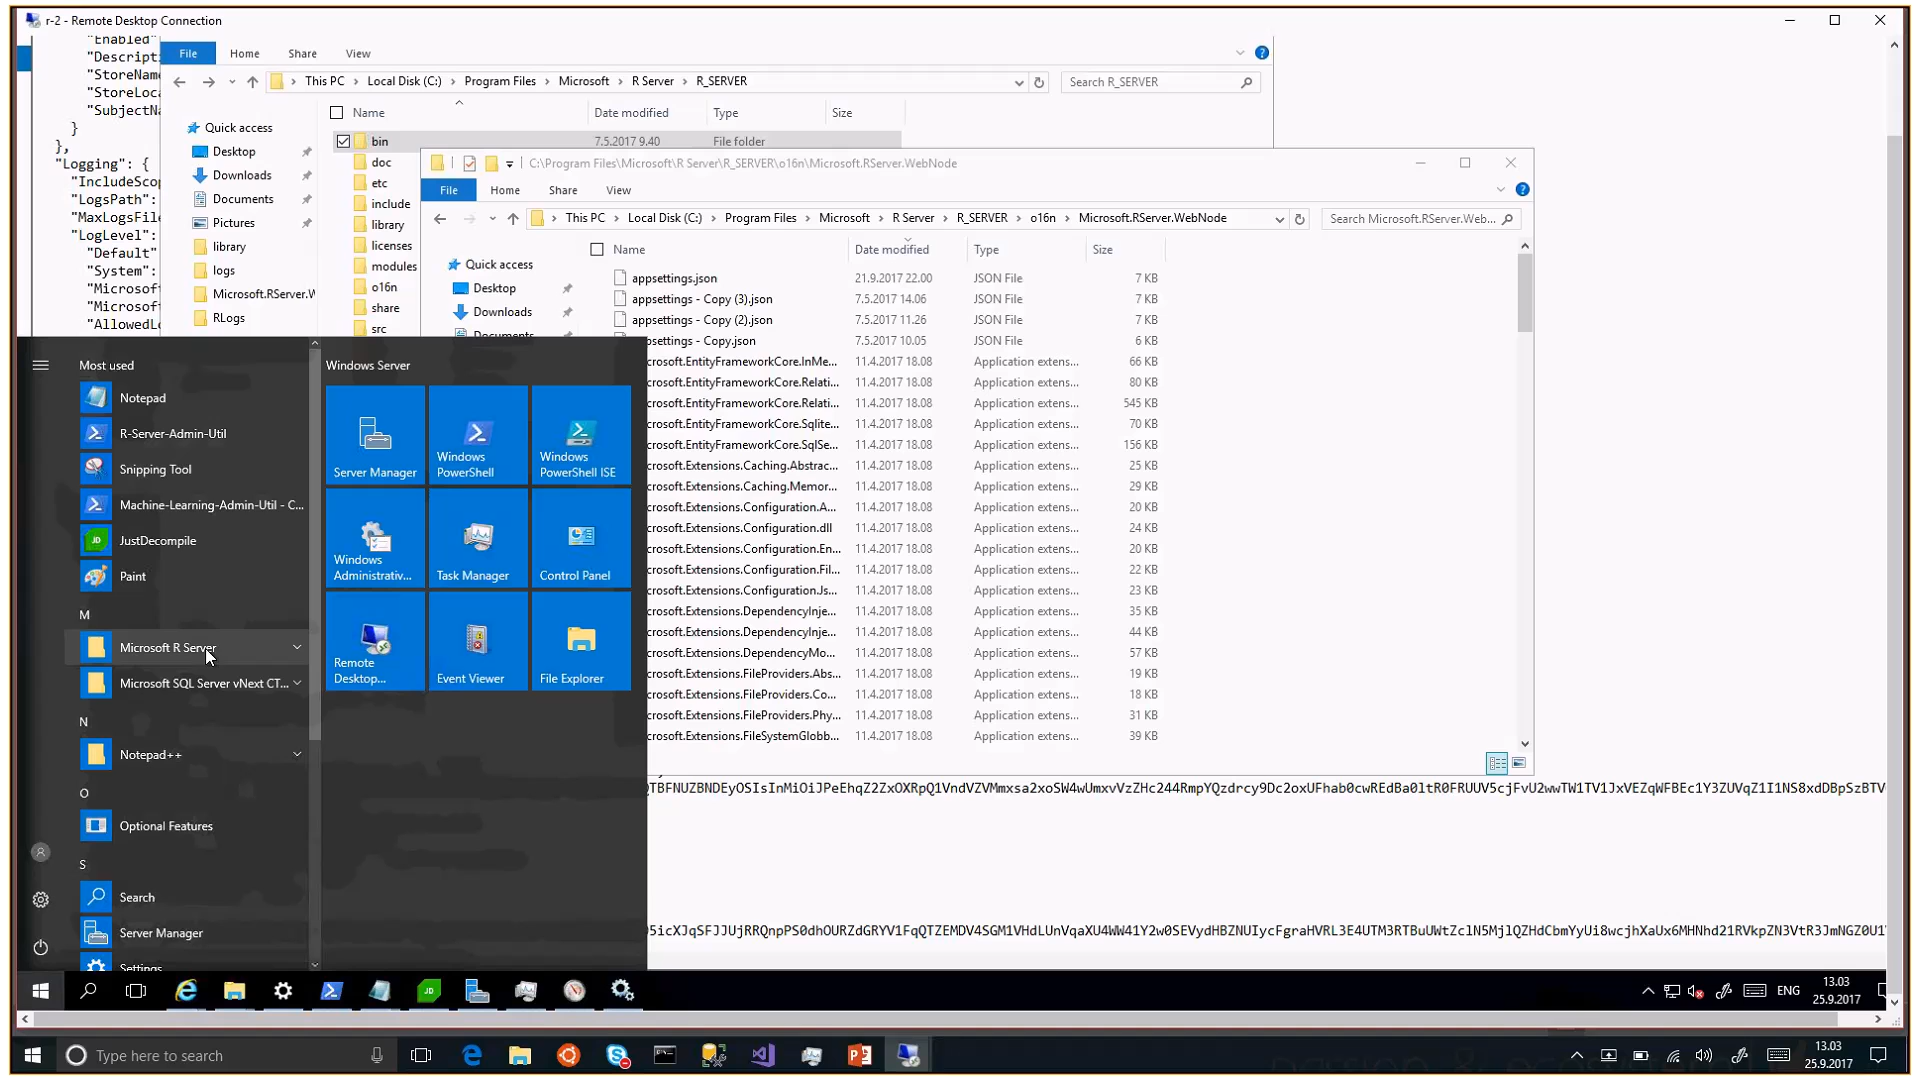 r-2 - Remote Desktop Connection
"Enabled"
"Descripti
"StoreName
"StoreLoca
"SubjectNa
}
},
"Logging": {
"IncludeScop
"LogsPath":
"MaxLogsFile
"LogLevel":
"Default"
"System":
"Microsoft
"Microsoft
"AllowedLo
File Home Share View
This PC Local Disk (C:) Program Files Microsoft R Server R_SERVER
Search R_SERVER
Name Date modified Type Size
Quick access
Desktop
Downloads
Documents
Pictures
library
logs
Microsoft.RServer.W
RLogs
bin 7.5.2017 9.40 File folder
doc
etc
include
library
licenses
modules
o16n
share
src
C:\Program Files\Microsoft\R Server\R_SERVER\o16n\Microsoft.RServer.WebNode
File Home Share View
This PC Local Disk (C:) Program Files Microsoft R Server R_SERVER o16n Microsoft.RServer.WebNode
Search Microsoft.RServer.Web...
Name Date modified Type Size
Quick access
Desktop
Downloads
Documents
appsettings.json 21.9.2017 22.00 JSON File 7 KB
appsettings - Copy (3).json 7.5.2017 14.06 JSON File 7 KB
appsettings - Copy (2).json 7.5.2017 11.26 JSON File 7 KB
settings - Copy.json 7.5.2017 10.05 JSON File 6 KB
crosoft.EntityFrameworkCore.InMe... 11.4.2017 18.08 Application extens... 66 KB
crosoft.EntityFrameworkCore.Relati... 11.4.2017 18.08 Application extens... 80 KB
crosoft.EntityFrameworkCore.Relati... 11.4.2017 18.08 Application extens... 545 KB
crosoft.EntityFrameworkCore.Sqlite... 11.4.2017 18.08 Application extens... 70 KB
crosoft.EntityFrameworkCore.SqlSe... 11.4.2017 18.08 Application extens... 156 KB
crosoft.Extensions.Caching.Abstrac... 11.4.2017 18.08 Application extens... 25 KB
crosoft.Extensions.Caching.Memor... 11.4.2017 18.08 Application extens... 29 KB
crosoft.Extensions.Configuration.A... 11.4.2017 18.08 Application extens... 20 KB
crosoft.Extensions.Configuration.dll 11.4.2017 18.08 Application extens... 24 KB
crosoft.Extensions.Configuration.En... 11.4.2017 18.08 Application extens... 20 KB
crosoft.Extensions.Configuration.Fil... 11.4.2017 18.08 Application extens... 22 KB
crosoft.Extensions.Configuration.Js... 11.4.2017 18.08 Application extens... 23 KB
crosoft.Extensions.DependencyInje... 11.4.2017 18.08 Application extens... 35 KB
crosoft.Extensions.DependencyInje... 11.4.2017 18.08 Application extens... 44 KB
crosoft.Extensions.DependencyMo... 11.4.2017 18.08 Application extens... 57 KB
crosoft.Extensions.FileProviders.Abs... 11.4.2017 18.08 Application extens... 19 KB
crosoft.Extensions.FileProviders.Co... 11.4.2017 18.08 Application extens... 18 KB
crosoft.Extensions.FileProviders.Phy... 11.4.2017 18.08 Application extens... 31 KB
crosoft.Extensions.FileSystemGlobb... 11.4.2017 18.08 Application extens... 39 KB
Most used
Notepad
R-Server-Admin-Util
Snipping Tool
Machine-Learning-Admin-Util - C...
JustDecompile
Paint
M
Microsoft R Server
Microsoft SQL Server vNext CT...
N
Notepad++
O
Optional Features
S
Search
Server Manager
Settings
Windows Server
Server Manager
Windows PowerShell
Windows PowerShell ISE
Windows Administrativ...
Task Manager
Control Panel
Remote Desktop...
Event Viewer
File Explorer
ENG
13.03
25.9.2017
Type here to search
13.03
25.9.2017